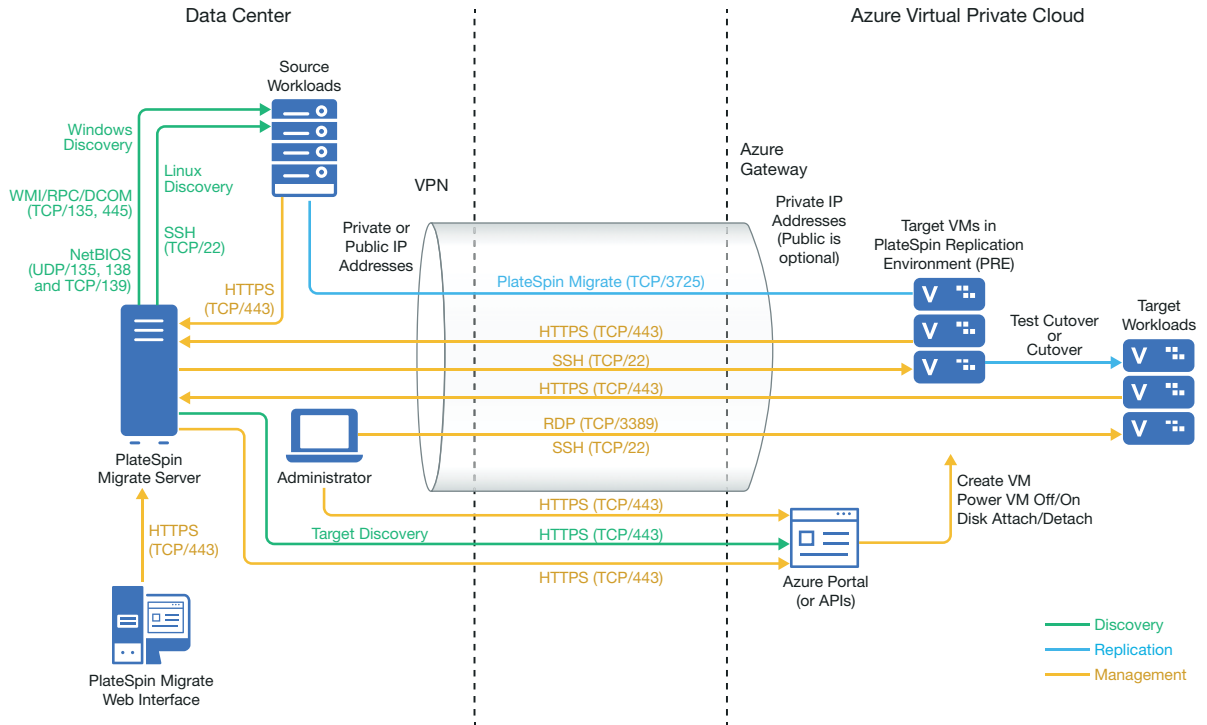 Data Center
Azure Virtual Private Cloud
Source
Workloads
Windows
Discovery
Linux
Discovery
WMI/RPC/DCOM
(TCP/135, 445)
SSH
(TCP/22)
NetBIOS
(UDP/135, 138
and TCP/139)
HTTPS
(TCP/443)
VPN
Private or
Public IP
Addresses
Azure
Gateway
Private IP
Addresses
(Public is
optional)
Target VMs in
PlateSpin Replication
Environment (PRE)
PlateSpin Migrate (TCP/3725)
V
HTTPS (TCP/443)
V
SSH (TCP/22)
V
Test Cutover
or
Cutover
Target
Workloads
V
HTTPS (TCP/443)
V
RDP (TCP/3389)
SSH (TCP/22)
V
PlateSpin
Migrate Server
Administrator
HTTPS (TCP/443)
Create VM
Power VM Off/On
Disk Attach/Detach
HTTPS
(TCP/443)
Target Discovery
HTTPS (TCP/443)
HTTPS (TCP/443)
Azure Portal
(or APIs)
PlateSpin Migrate
Web Interface
Discovery
Replication
Management